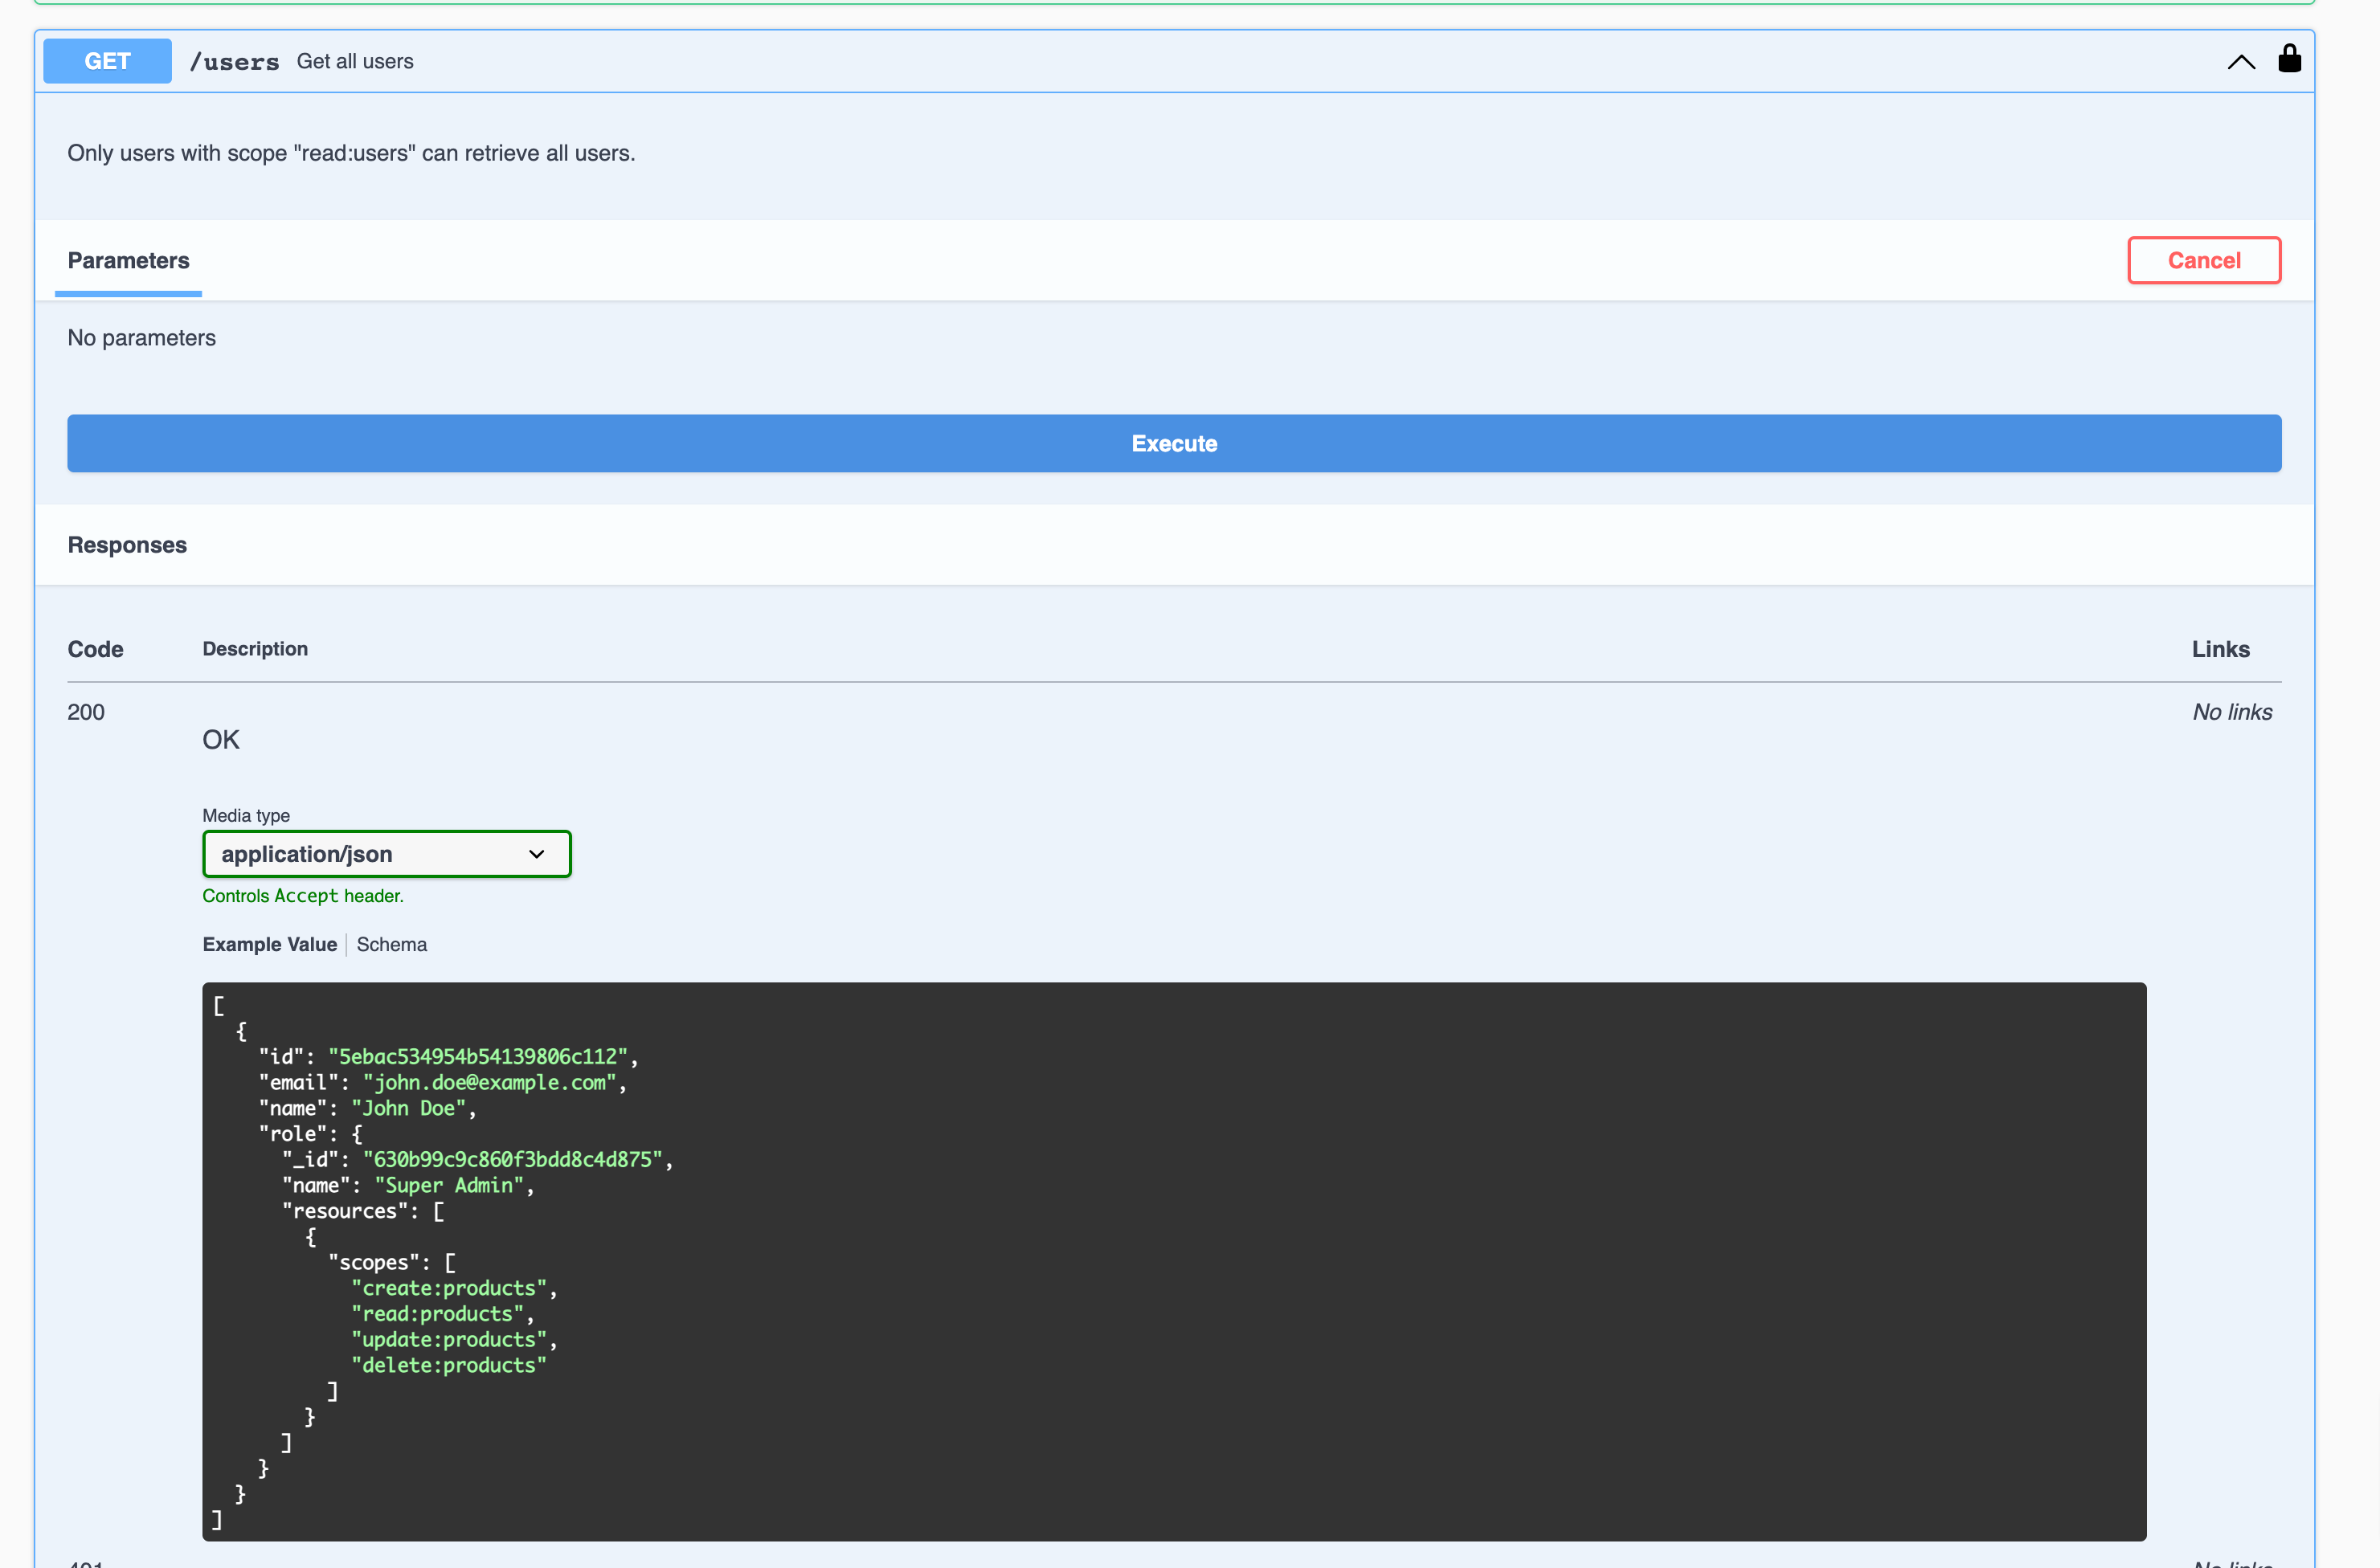 GET /users Get all users
Only users with scope "read:users" can retrieve all users.
Parameters
Cancel
No parameters
Execute
Responses
Code Description Links
200 No links
OK
Media type
application/json
Controls Accept header.
Example Value Schema
[
{
"id": "5ebac534954b54139806c112",
"email": "john.doe@example.com",
"name": "John Doe",
"role": {
"_id": "630b99c9c860f3bdd8c4d875",
"name": "Super Admin",
"resources": [
{
"scopes": [
"create:products",
"read:products",
"update:products",
"delete:products"
]
}
]
}
}
]
401 No links